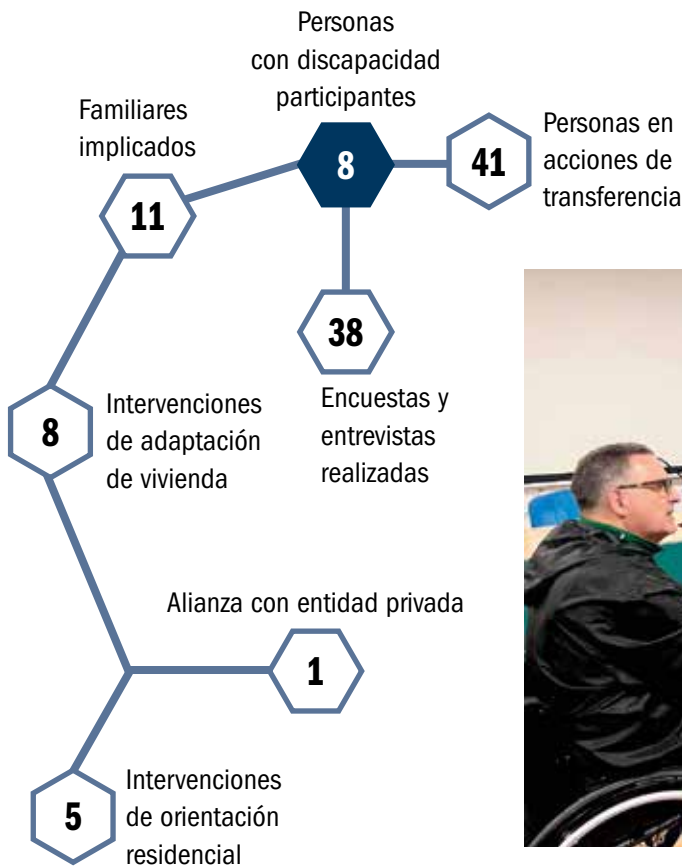 Personas
con discapacidad
participantes
8
Familiares
implicados
11
Personas en
acciones de
transferencia
41
38
Encuestas y
entrevistas
realizadas
8
Intervenciones
de adaptación
de vivienda
Alianza con entidad privada
1
5
Intervenciones
de orientación
residencial